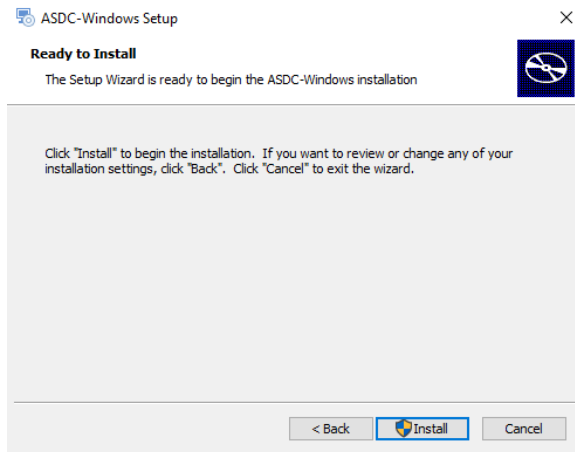 ASDC-Windows Setup
Ready to Install
The Setup Wizard is ready to begin the ASDC-Windows installation
Click "Install" to begin the installation.  If you want to review or change any of your
installation settings, click "Back".  Click "Cancel" to exit the wizard.
< Back
Install
Cancel